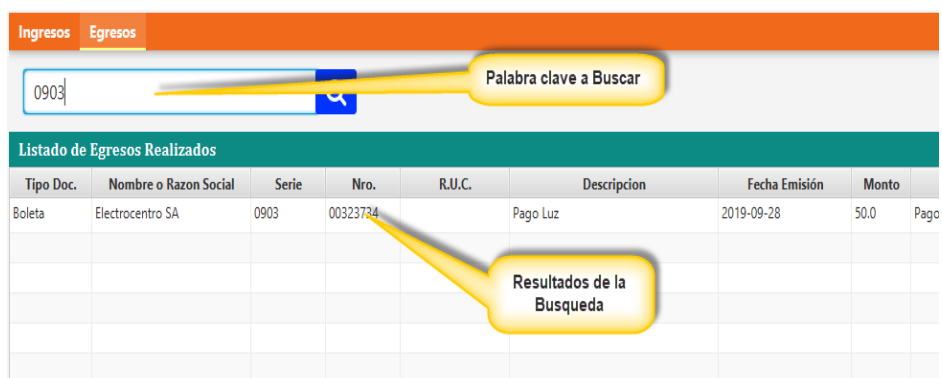 Ingresos Egresos
0903
Palabra clave a Buscar
Listado de Egresos Realizados
Tipo Doc. Nombre o Razon Social Serie Nro. R.U.C. Descripcion Fecha Emisión Monto
Boleta Electrocentro SA 0903 00323734 Pago Luz 2019-09-28 50.0 Pago
Resultados de la
Busqueda